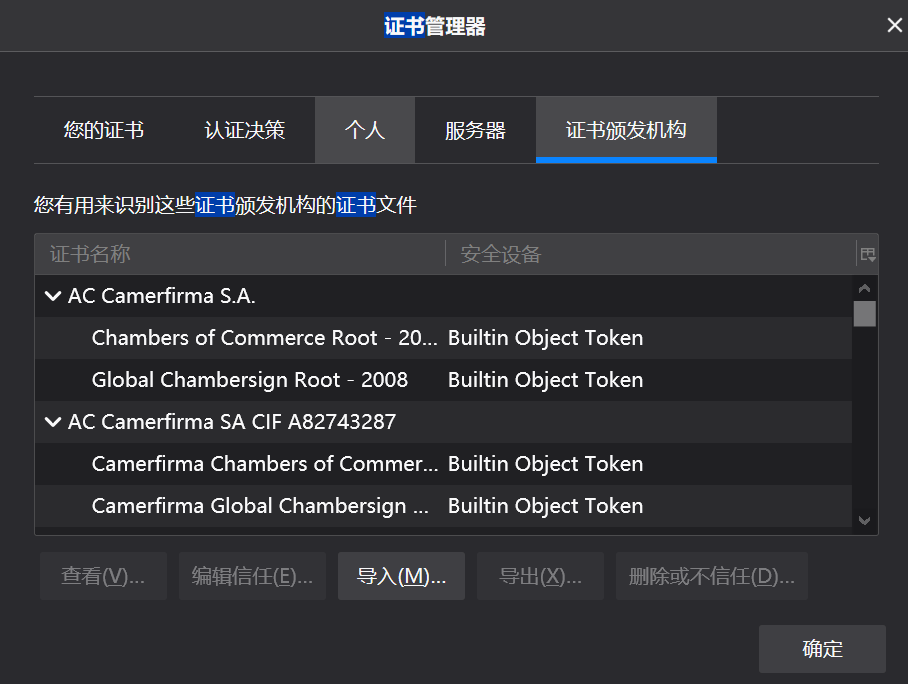 证书管理器
您的证书 认证决策 个人 服务器 证书颁发机构
您有用来识别这些证书颁发机构的证书文件
证书名称 安全设备
AC Camerfirma S.A.
Chambers of Commerce Root - 20... Builtin Object Token
Global Chambersign Root - 2008 Builtin Object Token
AC Camerfirma SA CIF A82743287
Camerfirma Chambers of Commer... Builtin Object Token
Camerfirma Global Chambersign ... Builtin Object Token
查看(V)... 编辑信任(E)... 导入(M)... 导出(X)... 删除或不信任(D)...
确定